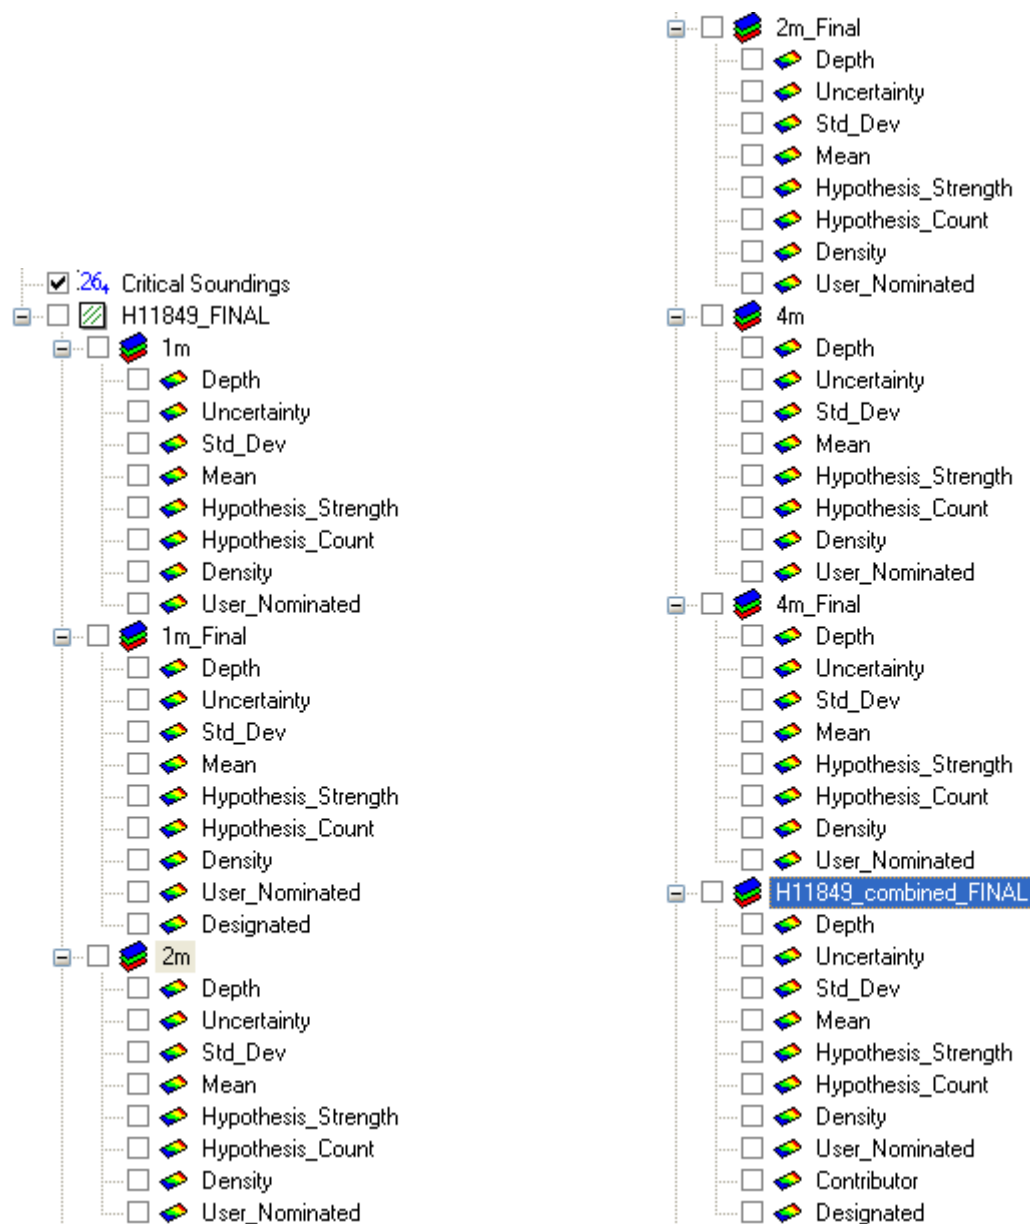 .26₄ Critical Soundings
H11849_FINAL
1m
Depth
Uncertainty
Std_Dev
Mean
Hypothesis_Strength
Hypothesis_Count
Density
User_Nominated
1m_Final
Depth
Uncertainty
Std_Dev
Mean
Hypothesis_Strength
Hypothesis_Count
Density
User_Nominated
Designated
2m
Depth
Uncertainty
Std_Dev
Mean
Hypothesis_Strength
Hypothesis_Count
Density
User_Nominated
2m_Final
Depth
Uncertainty
Std_Dev
Mean
Hypothesis_Strength
Hypothesis_Count
Density
User_Nominated
4m
Depth
Uncertainty
Std_Dev
Mean
Hypothesis_Strength
Hypothesis_Count
Density
User_Nominated
4m_Final
Depth
Uncertainty
Std_Dev
Mean
Hypothesis_Strength
Hypothesis_Count
Density
User_Nominated
H11849_combined_FINAL
Depth
Uncertainty
Std_Dev
Mean
Hypothesis_Strength
Hypothesis_Count
Density
User_Nominated
Contributor
Designated